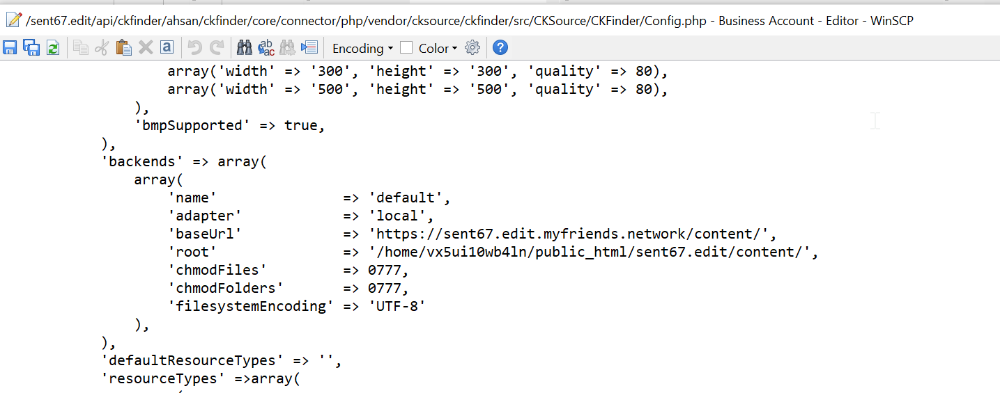 /sent67.edit/api/ckfinder/ahsan/ckfinder/core/connector/php/vendor/cksource/ckfinder/src/CKSource/CKFinder/Config.php - Business Account - Editor - WinSCP
Encoding Color
array('width' => '300', 'height' => '300', 'quality' => 80),
array('width' => '500', 'height' => '500', 'quality' => 80),
),
'bmpSupported' => true,
),
'backends' => array(
array(
'name' => 'default',
'adapter' => 'local',
'baseUrl' => 'https://sent67.edit.myfriends.network/content/',
'root' => '/home/vx5ui10wb4ln/public_html/sent67.edit/content/',
'chmodFiles' => 0777,
'chmodFolders' => 0777,
'filesystemEncoding' => 'UTF-8'
),
),
'defaultResourceTypes' => '',
'resourceTypes' =>array(